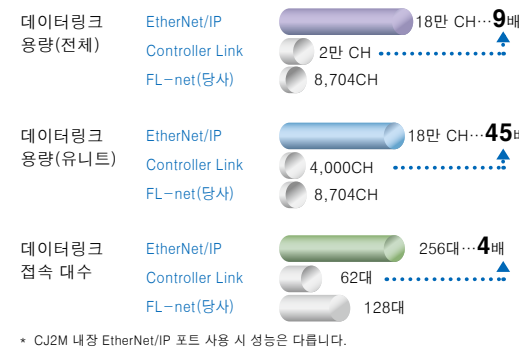 데이터링크
용량(전체)
EtherNet/IP 18만 CH…9배
Controller Link 2만 CH
FL-net(당사) 8,704CH
데이터링크
용량(유니트)
EtherNet/IP 18만 CH…45배
Controller Link 4,000CH
FL-net(당사) 8,704CH
데이터링크
접속 대수
EtherNet/IP 256대…4배
Controller Link 62대
FL-net(당사) 128대
* CJ2M 내장 EtherNet/IP 포트 사용 시 성능은 다릅니다.